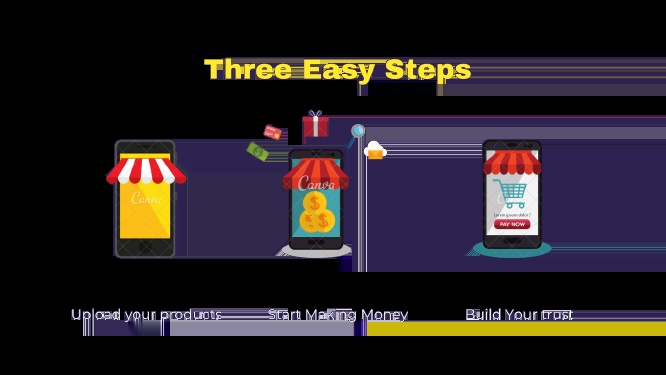 Three Easy Steps
Canva
Canva
Lorem ipsum dolor?
PAY NOW
Upload your products
Start Making Money
Build Your trust